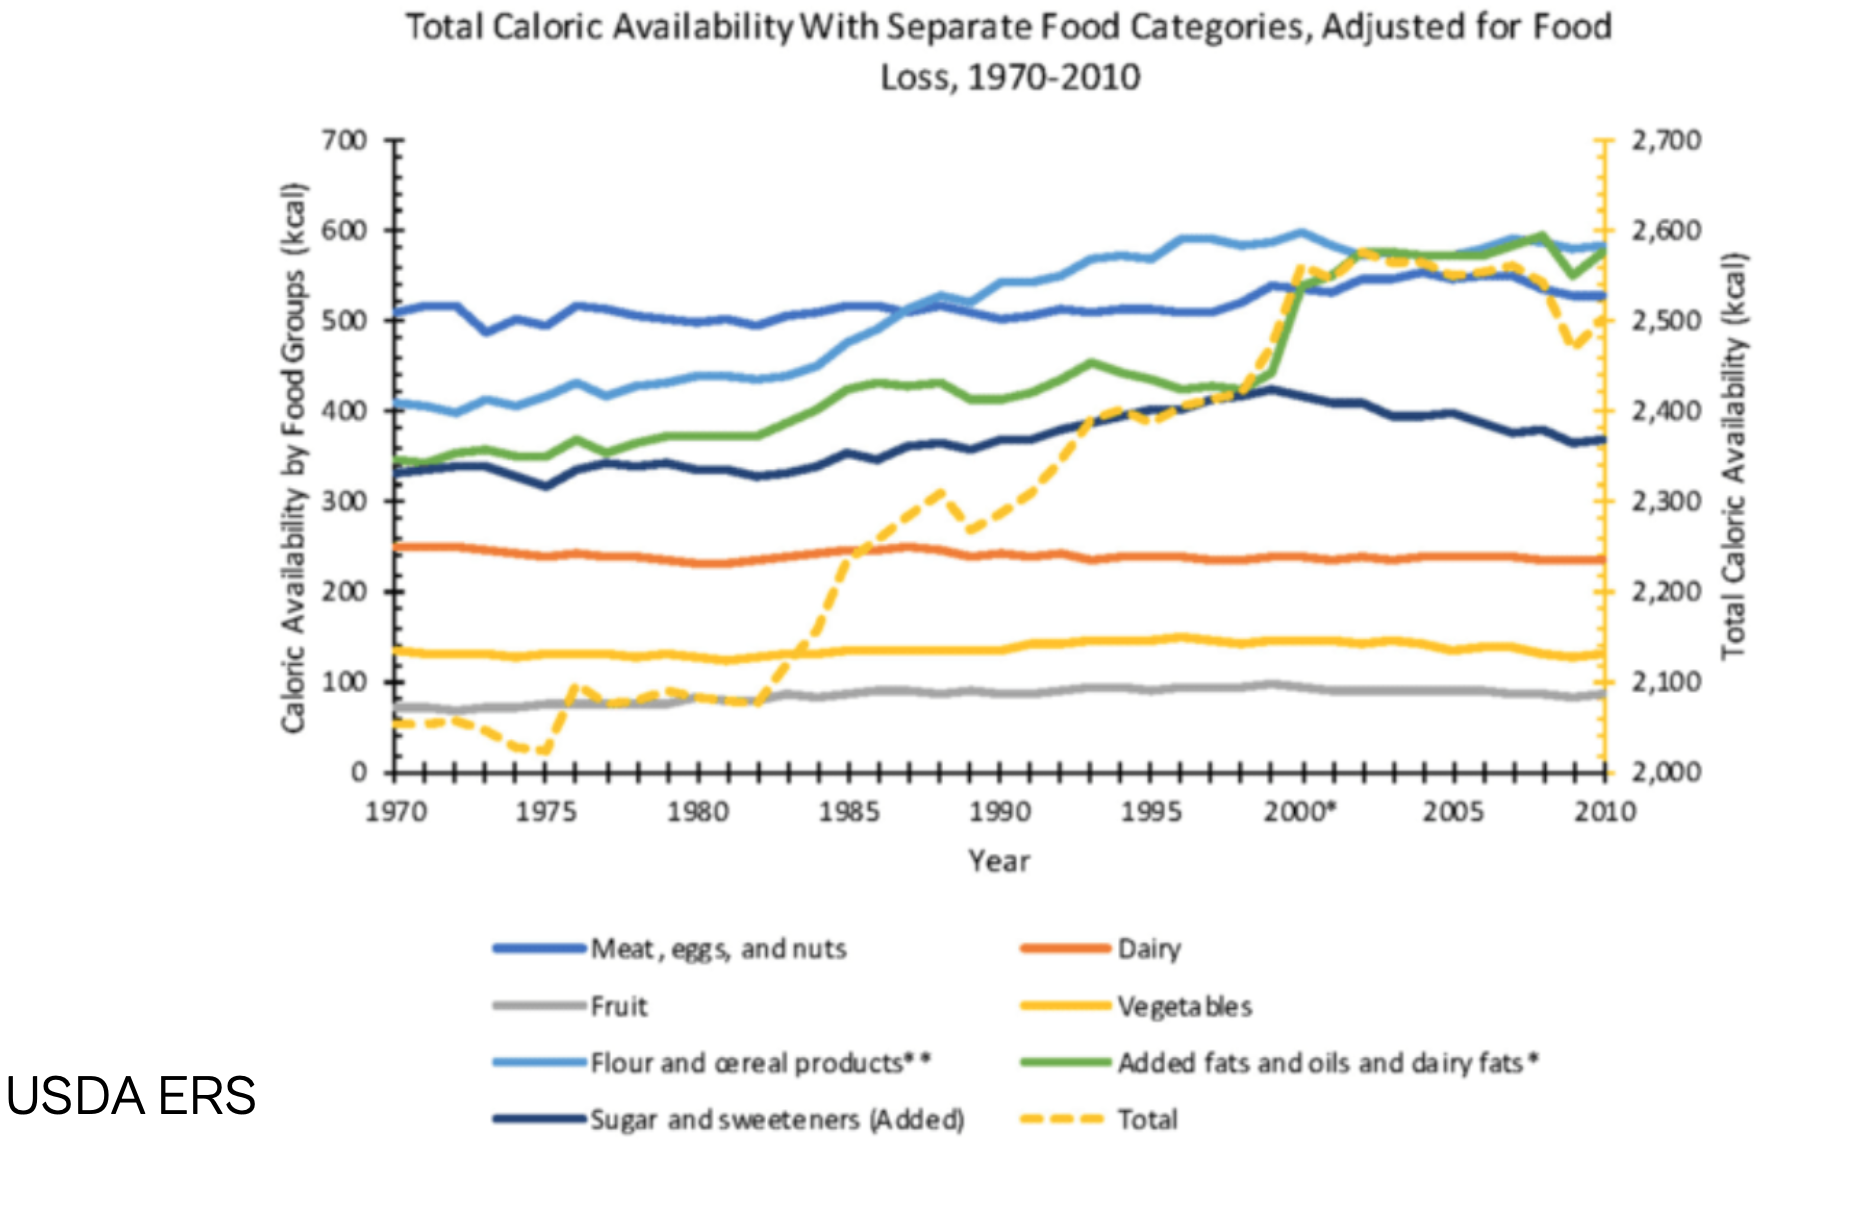 Total Caloric Availability With Separate Food Categories, Adjusted for Food
Loss, 1970-2010
Caloric Availability by Food Groups (kcal)
700
600
500
400
300
200
100
0
2,700
2,600
2,500
2,400
2,300
2,200
2,100
2,000
Total Caloric Availability (kcal)
1970 1975 1980 1985 1990 1995 2000* 2005 2010
Year
Meat, eggs, and nuts
Dairy
Fruit
Vegetables
Flour and cereal products**
Added fats and oils and dairy fats*
Sugar and sweeteners (Added)
Total
USDA ERS